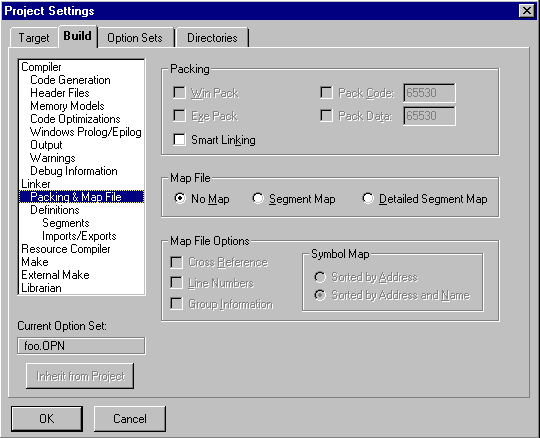 Project Settings
Target Build Option Sets Directories
Compiler
Code Generation
Header Files
Memory Models
Code Optimizations
Windows Prolog/Epilog
Output
Warnings
Debug Information
Linker
Packing & Map File
Definitions
Segments
Imports/Exports
Resource Compiler
Make
External Make
Librarian
Current Option Set:
foo.OPN
Inherit from Project
Packing
Win Pack
Pack Code: 65530
Exe Pack
Pack Data: 65530
Smart Linking
Map File
No Map Segment Map Detailed Segment Map
Map File Options
Cross Reference
Line Numbers
Group Information
Symbol Map
Sorted by Address
Sorted by Address and Name
OK Cancel